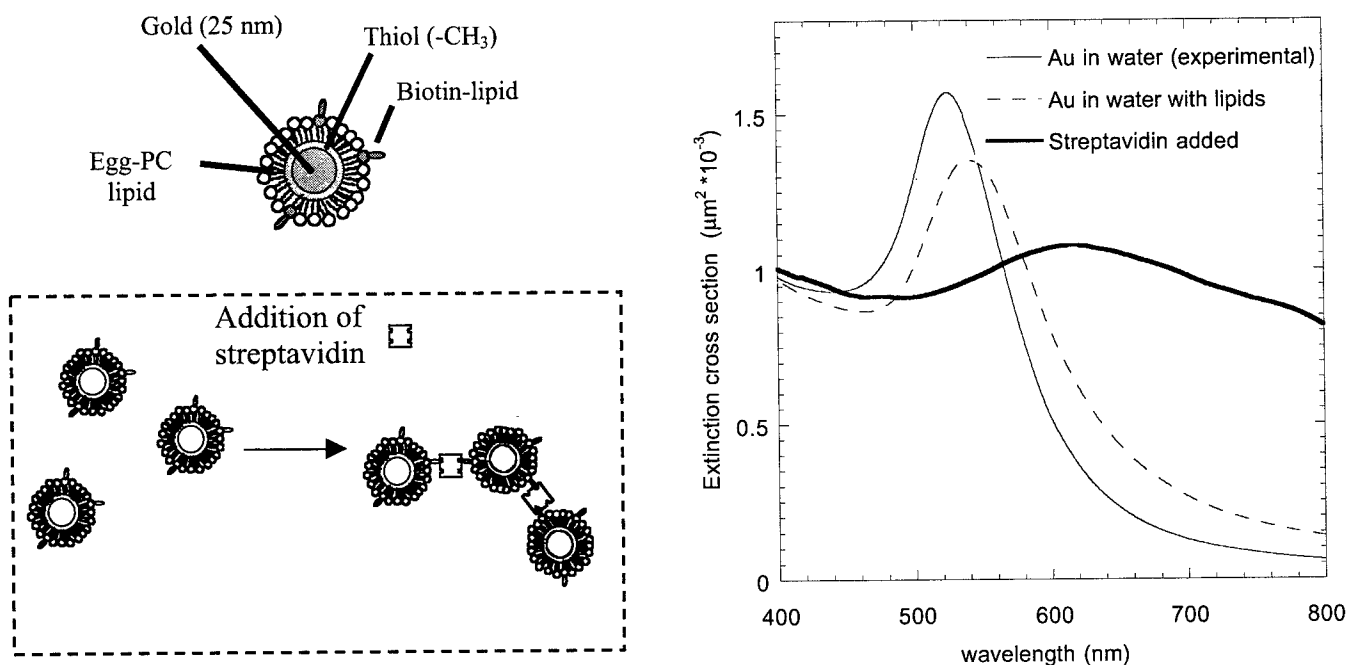 Gold (25 nm)
Thiol (-CH₃)
Biotin-lipid
Egg-PC
lipid
Addition of
streptavidin
Au in water (experimental)
Au in water with lipids
Streptavidin added
Extinction cross section (μm² *10⁻³)
1.5
1
0.5
0
400
500
600
700
800
wavelength (nm)